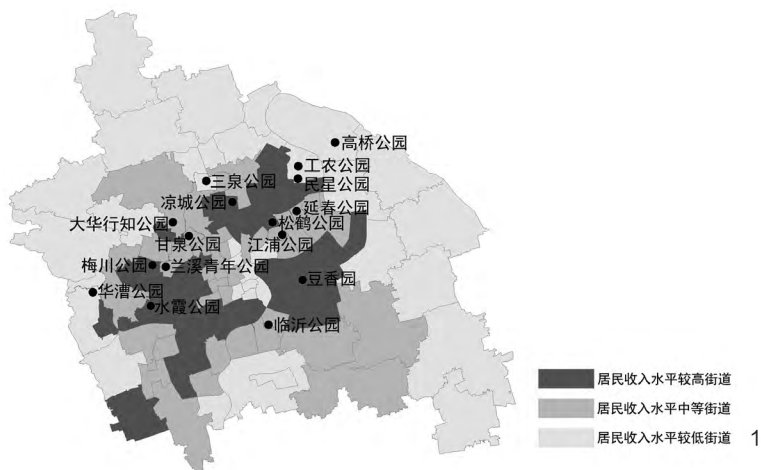 高桥公园
工农公园
三泉公园
民星公园
凉城公园
延春公园
大华行知公园
松鹤公园
甘泉公园
江浦公园
梅川公园
兰溪青年公园
豆香园
华漕公园
水霞公园
临沂公园
居民收入水平较高街道
居民收入水平中等街道
居民收入水平较低街道
1